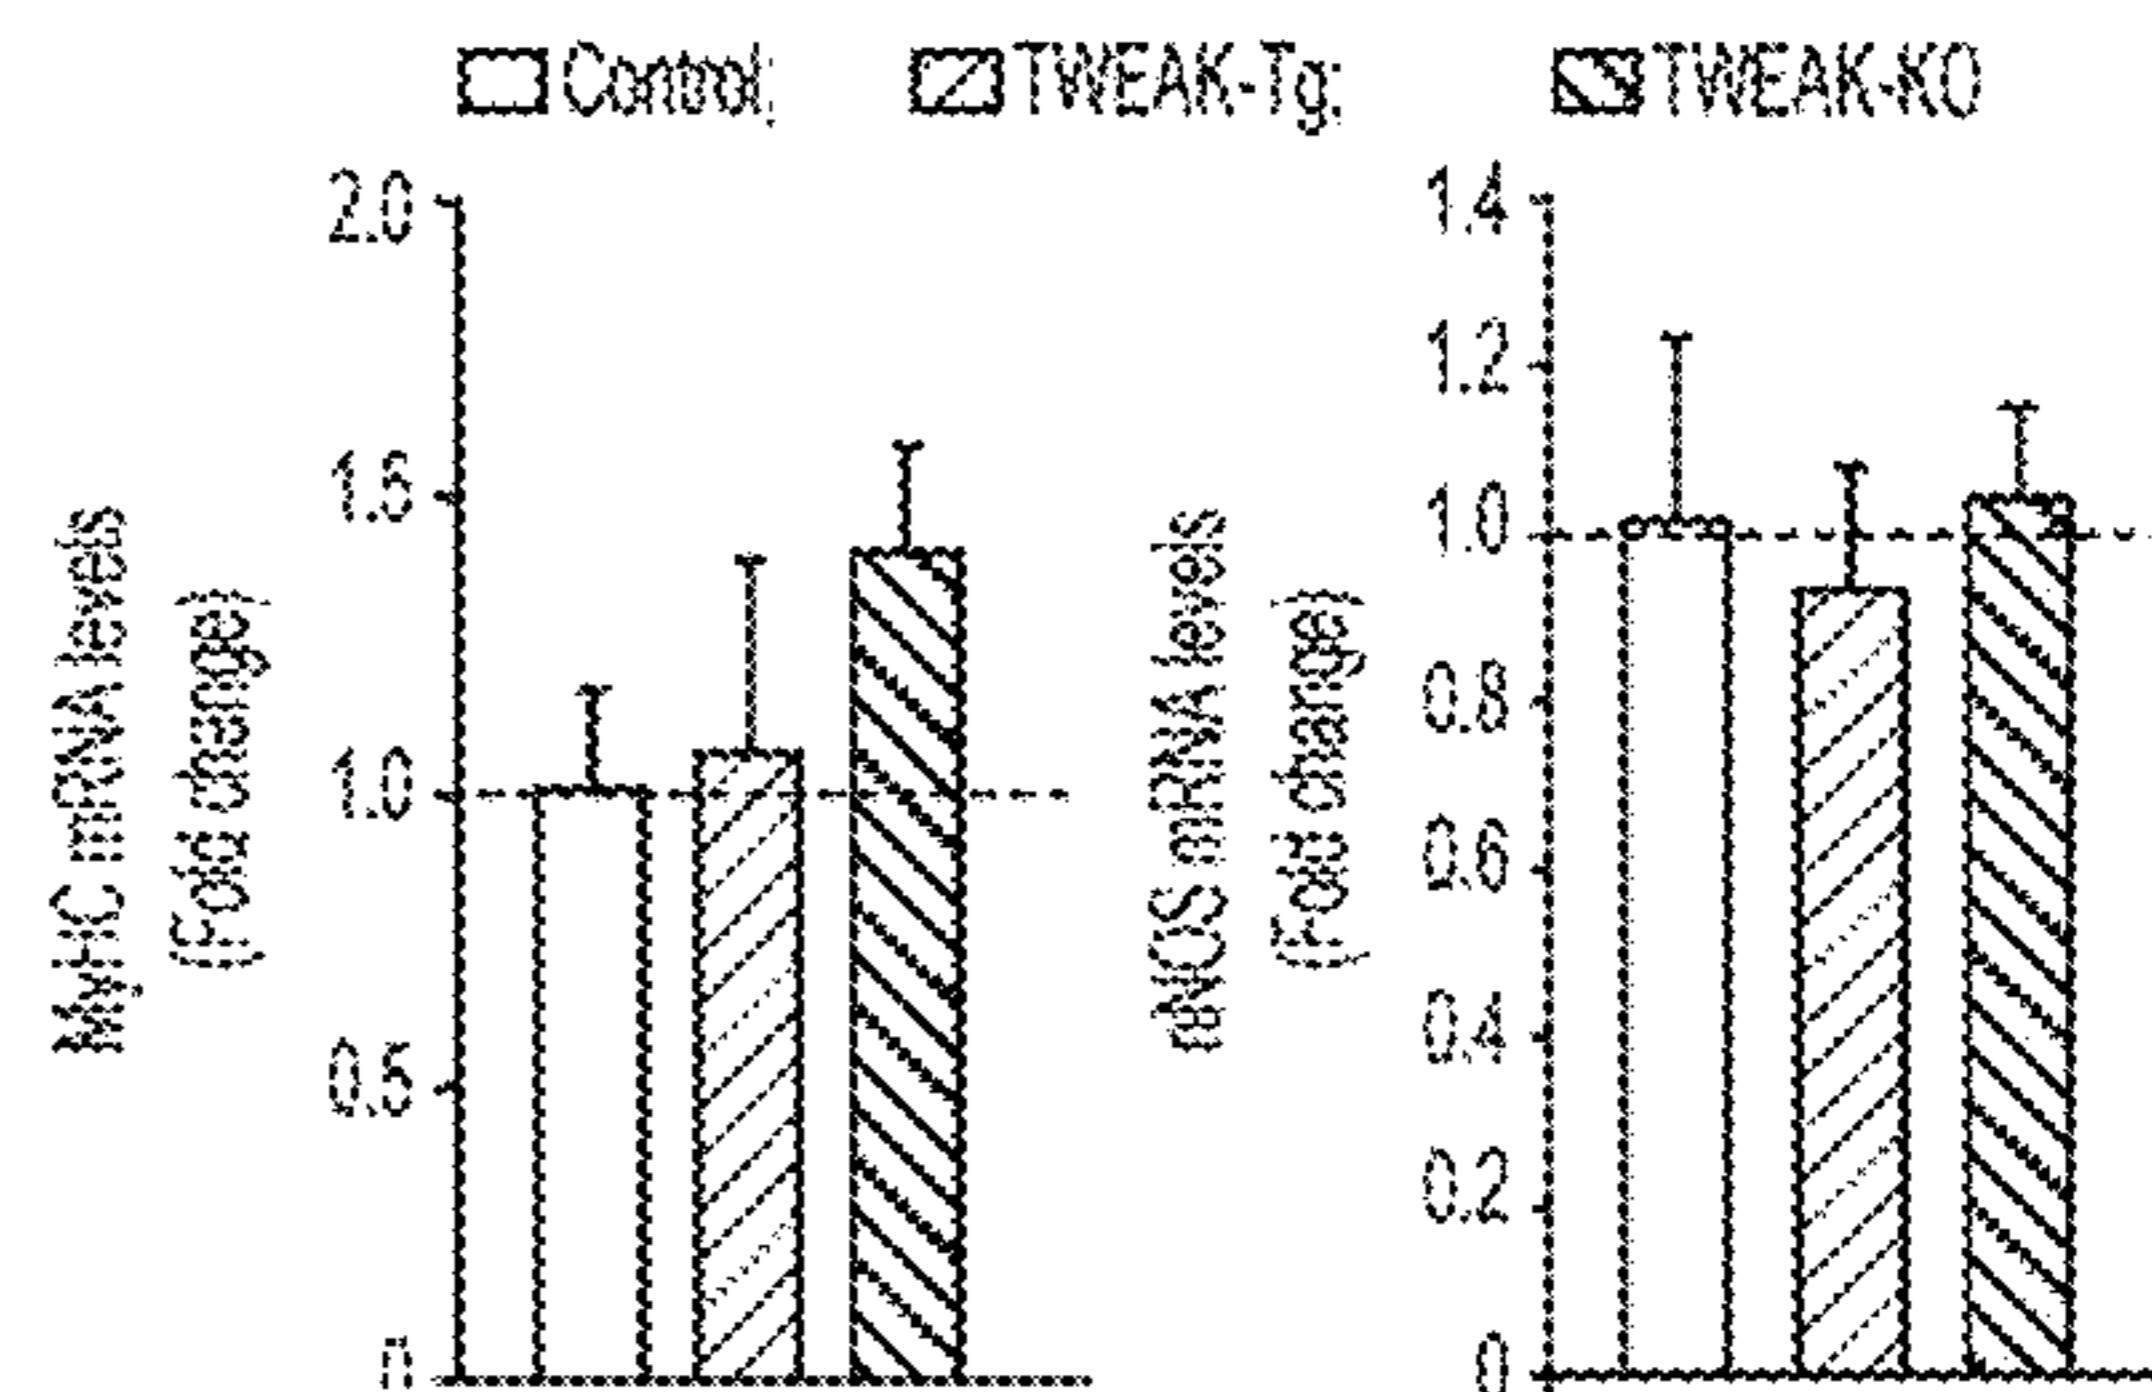 Control; TWEAK-Tg; TWEAK-KO
MyHC mRNA levels
(Fold change)
2.0
1.5
1.0
0.5
0
nNOS mRNA levels
(Fold change)
1.4
1.2
1.0
0.8
0.6
0.4
0.2
0